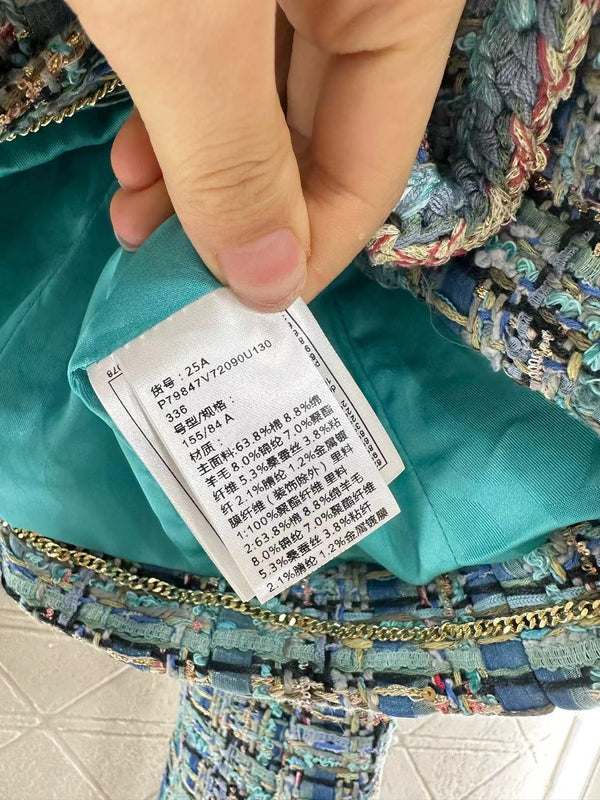 货号：25A
P79847V72090U130
336
号型/规格：
155/84 A
材质：
主面料:63.8%棉 8.8%绵
羊毛 8.0%锦纶 7.0%聚酯
纤维 5.3%桑蚕丝 3.8%粘
纤 2.1%腈纶 1.2%金属镀
膜纤维（装饰除外）里料
1:100%聚酯纤维 里料
2:63.8%棉 8.8%绵羊毛
8.0%锦纶 7.0%聚酯纤维
5.3%桑蚕丝 3.8%粘纤
2.1%腈纶 1.2%金属镀膜